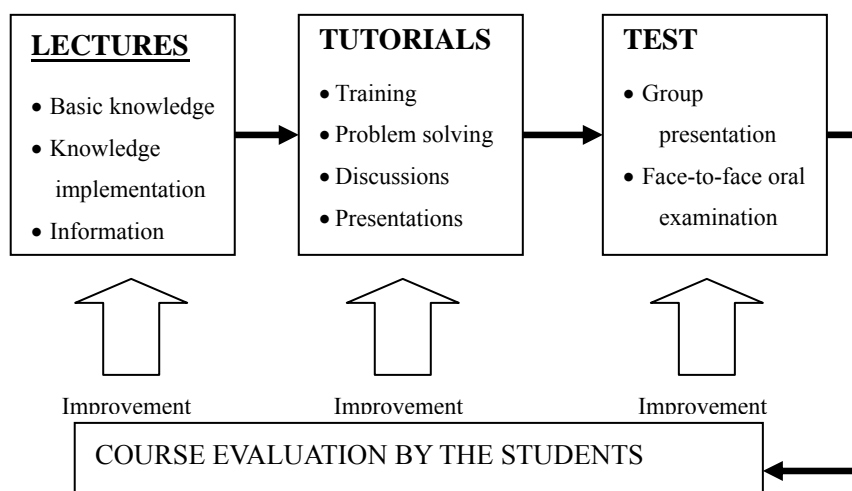 LECTURES
• Basic knowledge
• Knowledge
implementation
• Information
TUTORIALS
• Training
• Problem solving
• Discussions
• Presentations
TEST
• Group
presentation
• Face-to-face oral
examination
Improvement
Improvement
Improvement
COURSE EVALUATION BY THE STUDENTS